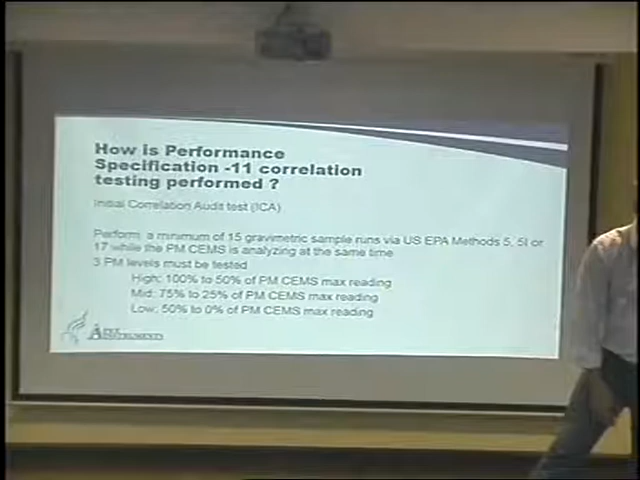 How is Performance
Specification -11 correlation
testing performed ?
Initial Correlation Audit test (ICA)
Perform a minimum of 15 gravimetric sample runs via US EPA Methods 5, 5I or
17 while the PM CEMS is analyzing at the same time
3 PM levels must be tested
High: 100% to 50% of PM CEMS max reading
Mid: 75% to 25% of PM CEMS max reading
Low: 50% to 0% of PM CEMS max reading
APEX
INSTRUMENTS